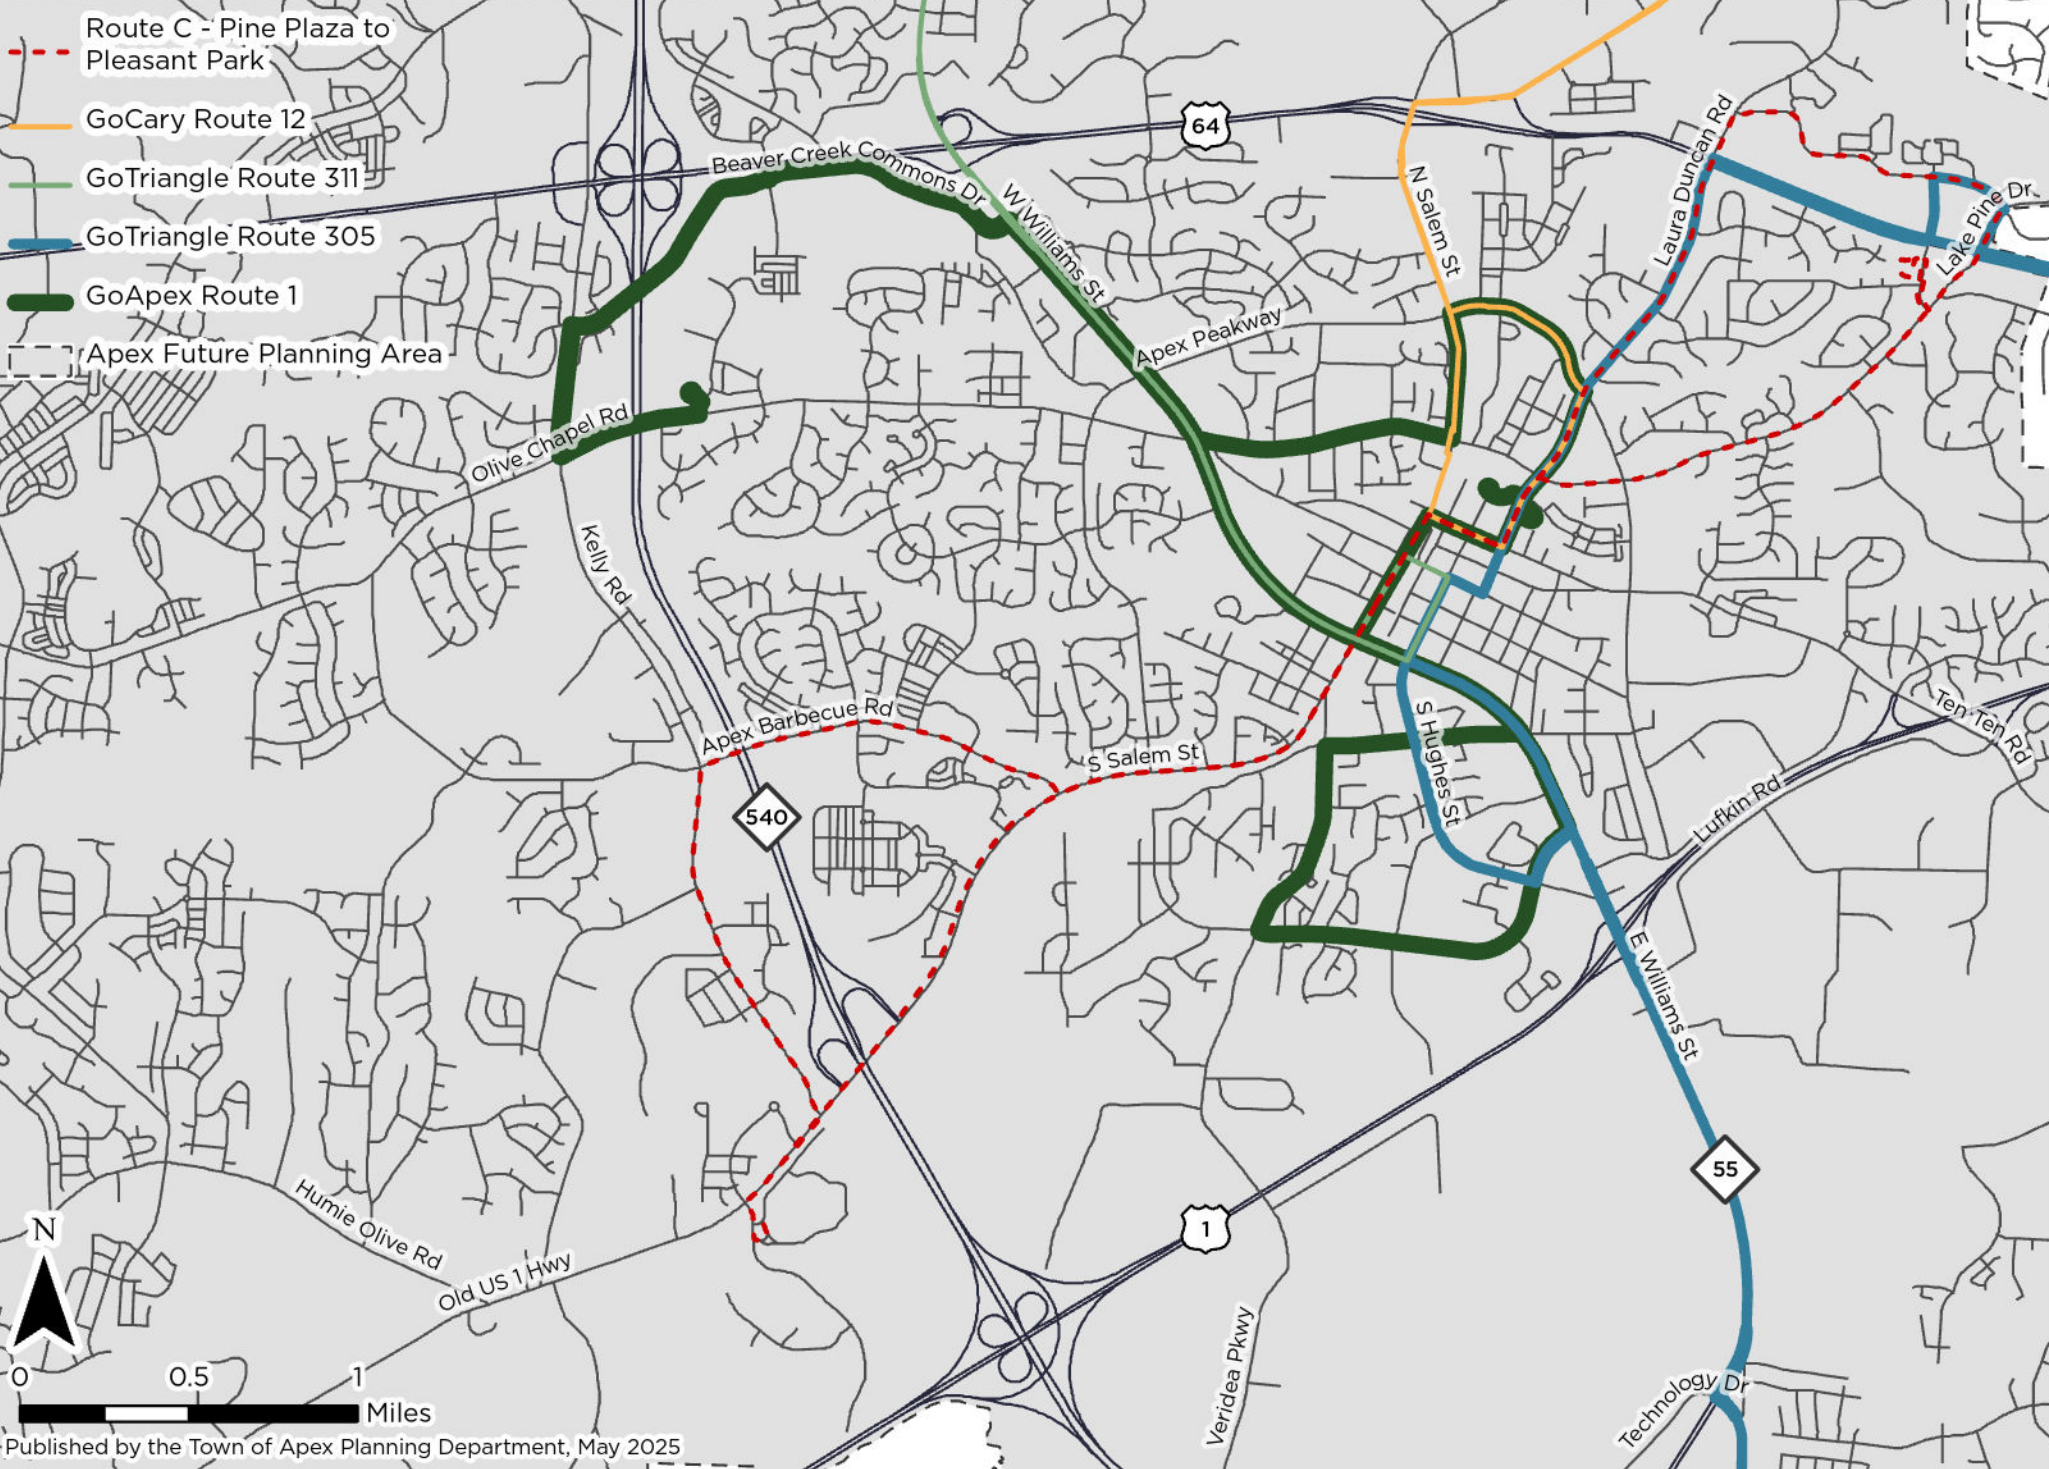 Route C - Pine Plaza to
Pleasant Park
GoCary Route 12
GoTriangle Route 311
GoTriangle Route 305
GoApex Route 1
Apex Future Planning Area
64
Beaver Creek Commons Dr
W Williams St
N Salem St
Laura Duncan Rd
Lake Pine Dr
Apex Peakway
Olive Chapel Rd
Kelly Rd
Apex Barbecue Rd
S Salem St
S Hughes St
Ten Ten Rd
Lufkin Rd
540
E Williams St
55
Humie Olive Rd
Old US 1 Hwy
1
Veridea Pkwy
Technology Dr
N
0 0.5 1
Miles
Published by the Town of Apex Planning Department, May 2025